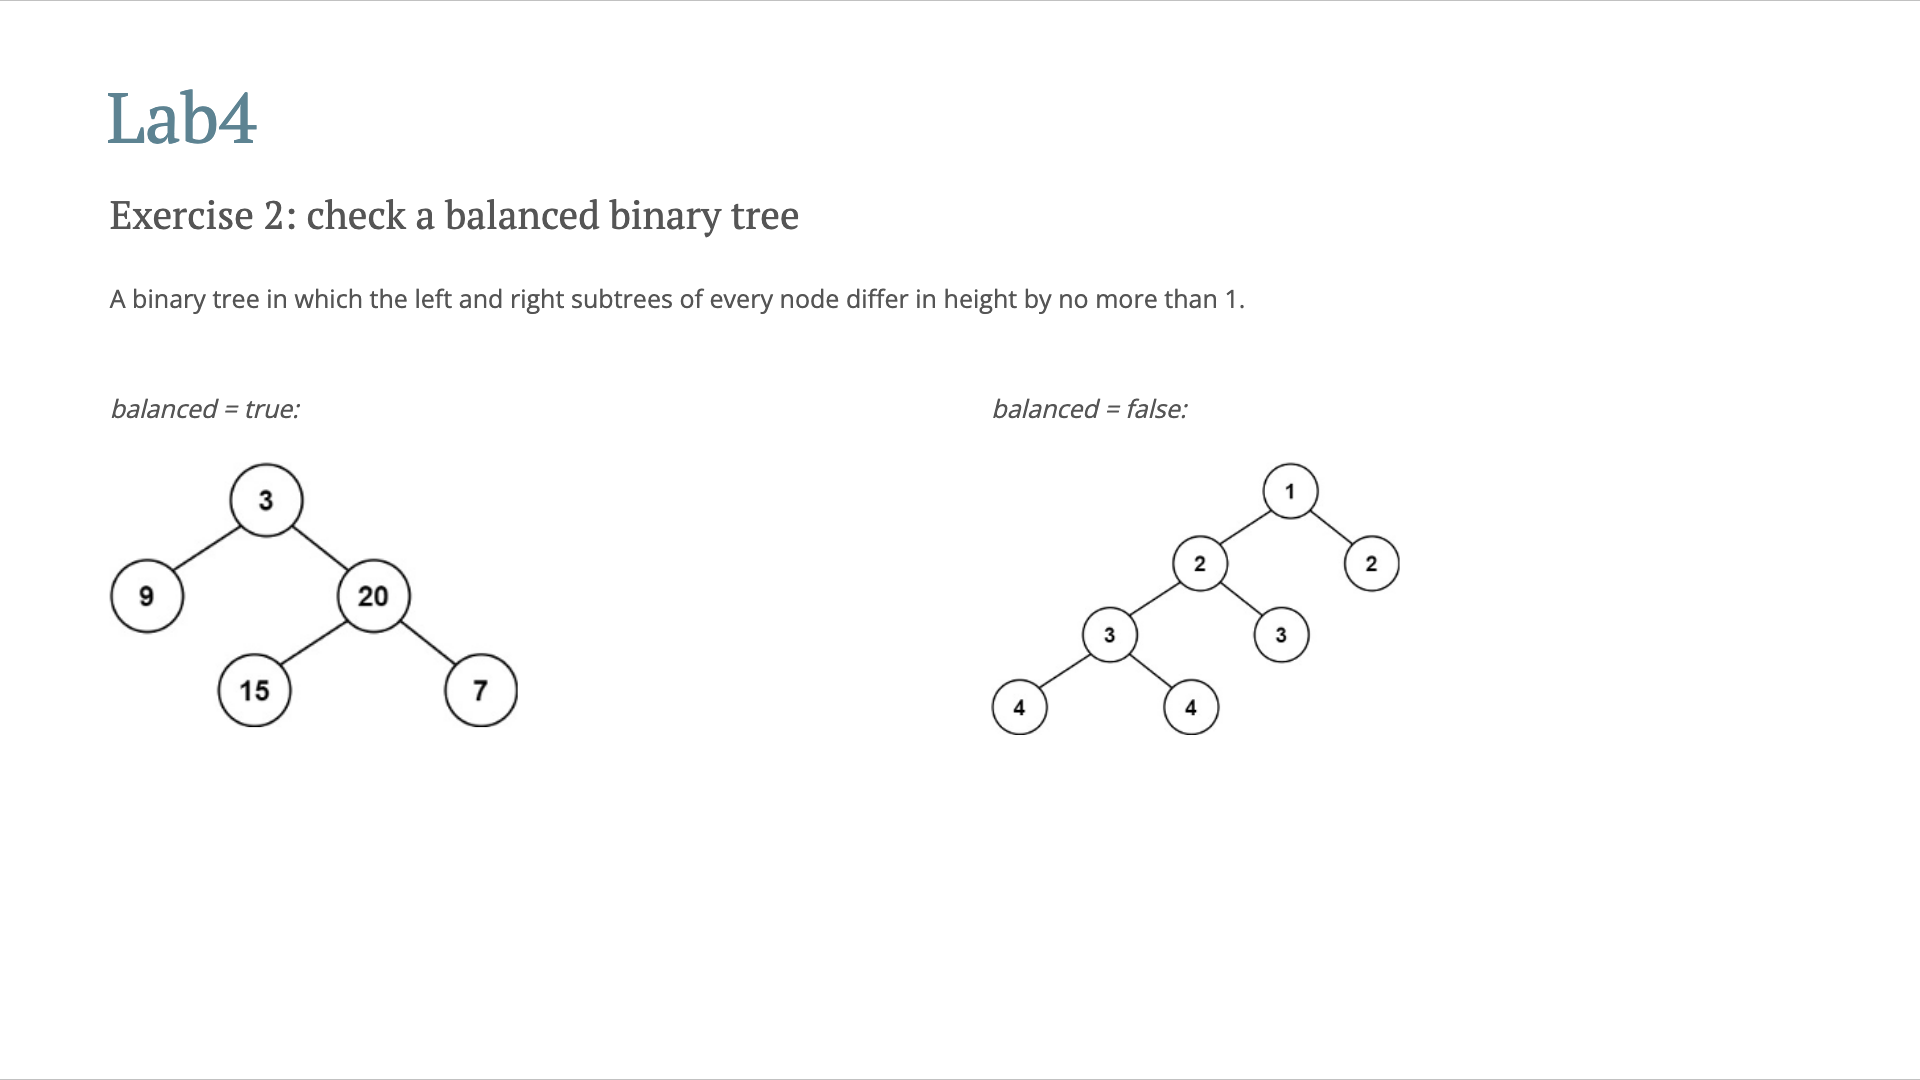 Lab4
Exercise 2: check a balanced binary tree
A binary tree in which the left and right subtrees of every node differ in height by no more than 1.
balanced = true:
3
9
20
15
7
balanced = false:
1
2
2
3
3
4
4